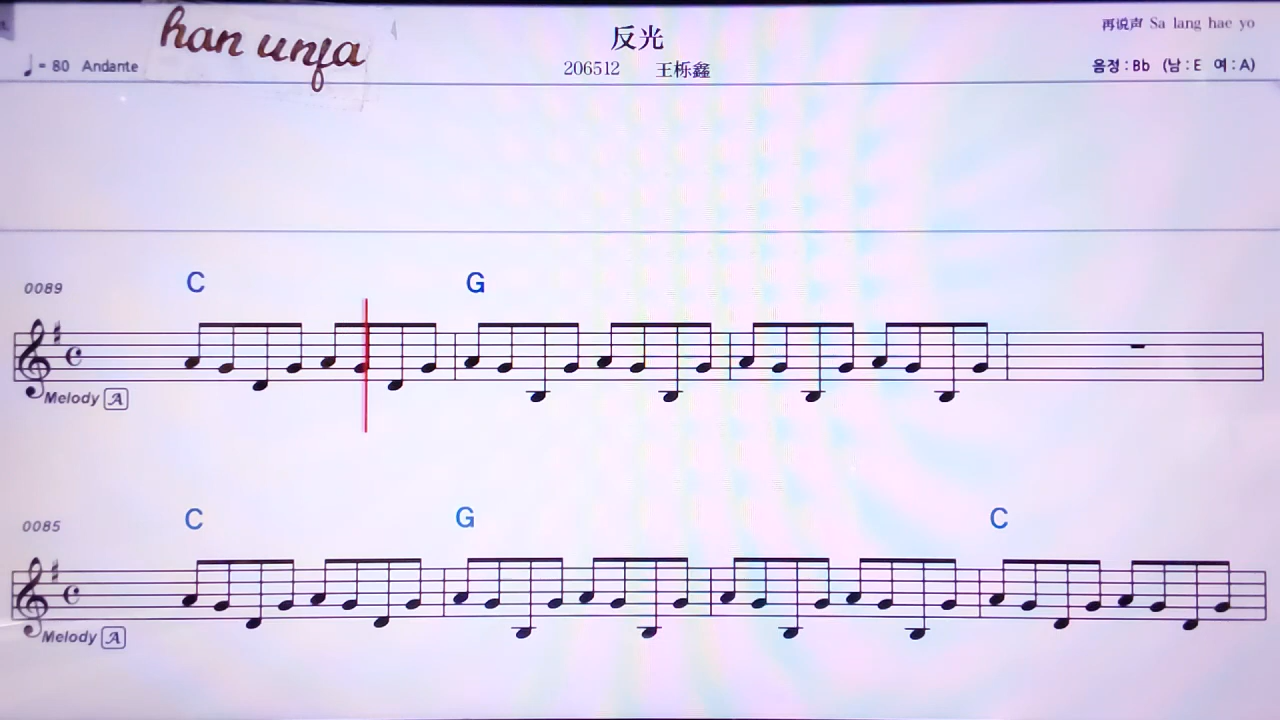 han unfa
反光
再说声 Sa lang hae yo
♩ = 80 Andante
206512 王栎鑫
음정 : Bb (남 : E 여 : A)
0089
C G
Melody A
0085
C G C
Melody A